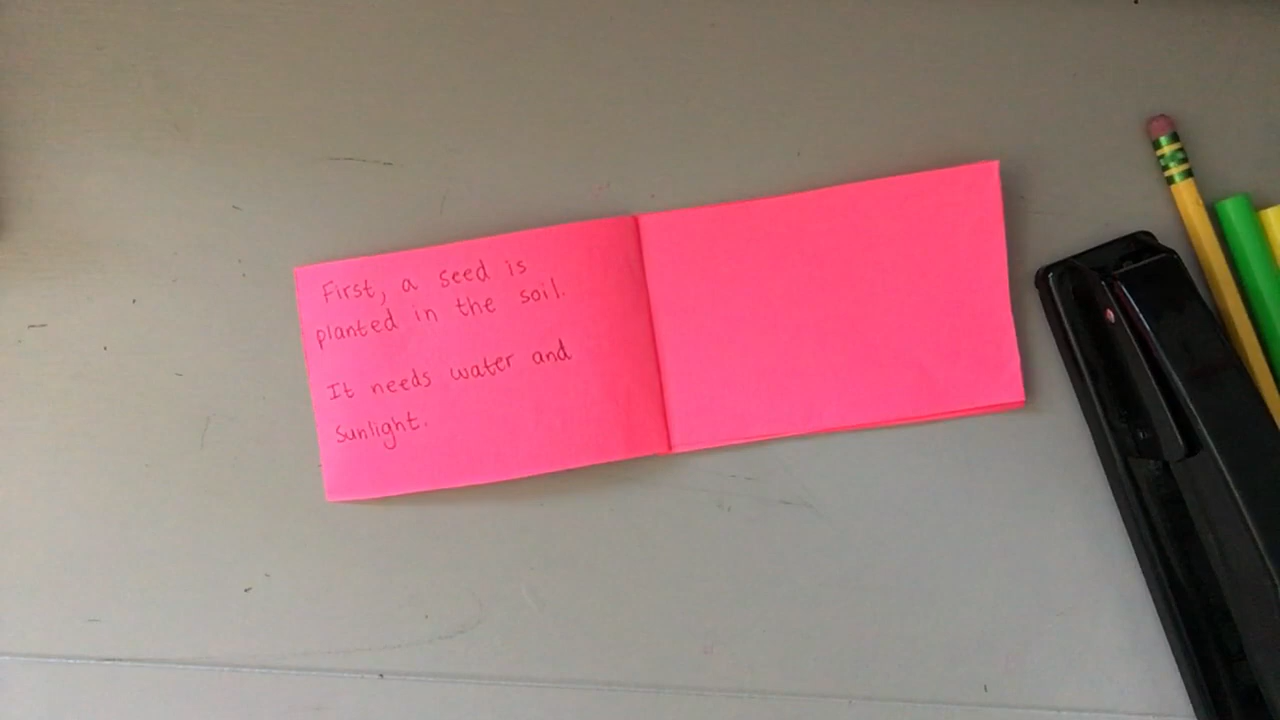 First, a seed is
planted in the soil.
It needs water and
Sunlight.